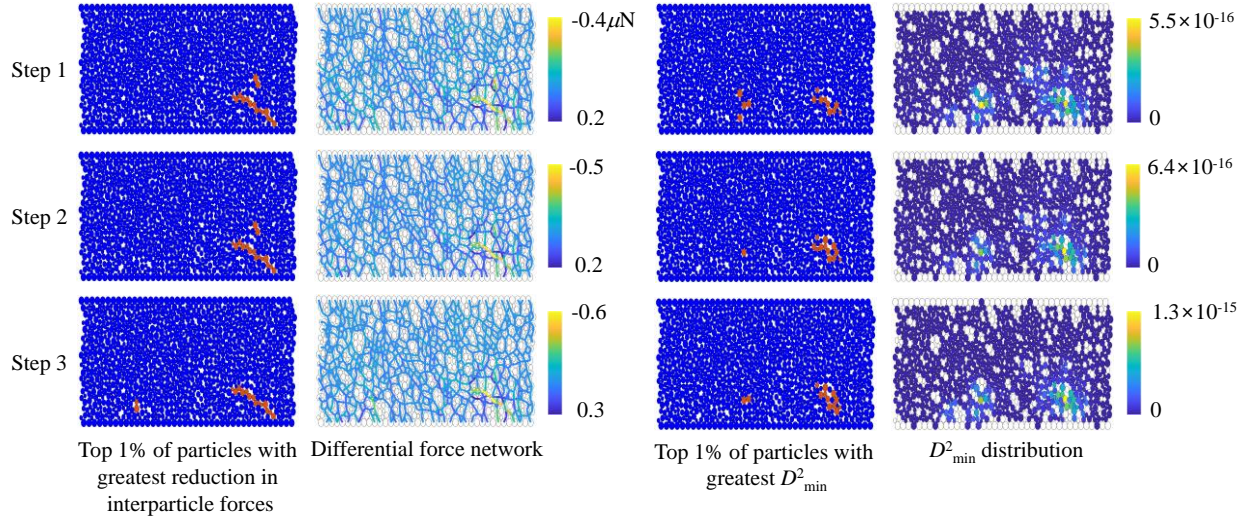 -0.4μN
5.5×10⁻¹⁶
Step 1
0.2
0
-0.5
6.4×10⁻¹⁶
Step 2
0.2
0
-0.6
1.3×10⁻¹⁵
Step 3
0.3
0
Top 1% of particles with
greatest reduction in
interparticle forces
Differential force network
Top 1% of particles with
greatest D²min
D²min distribution